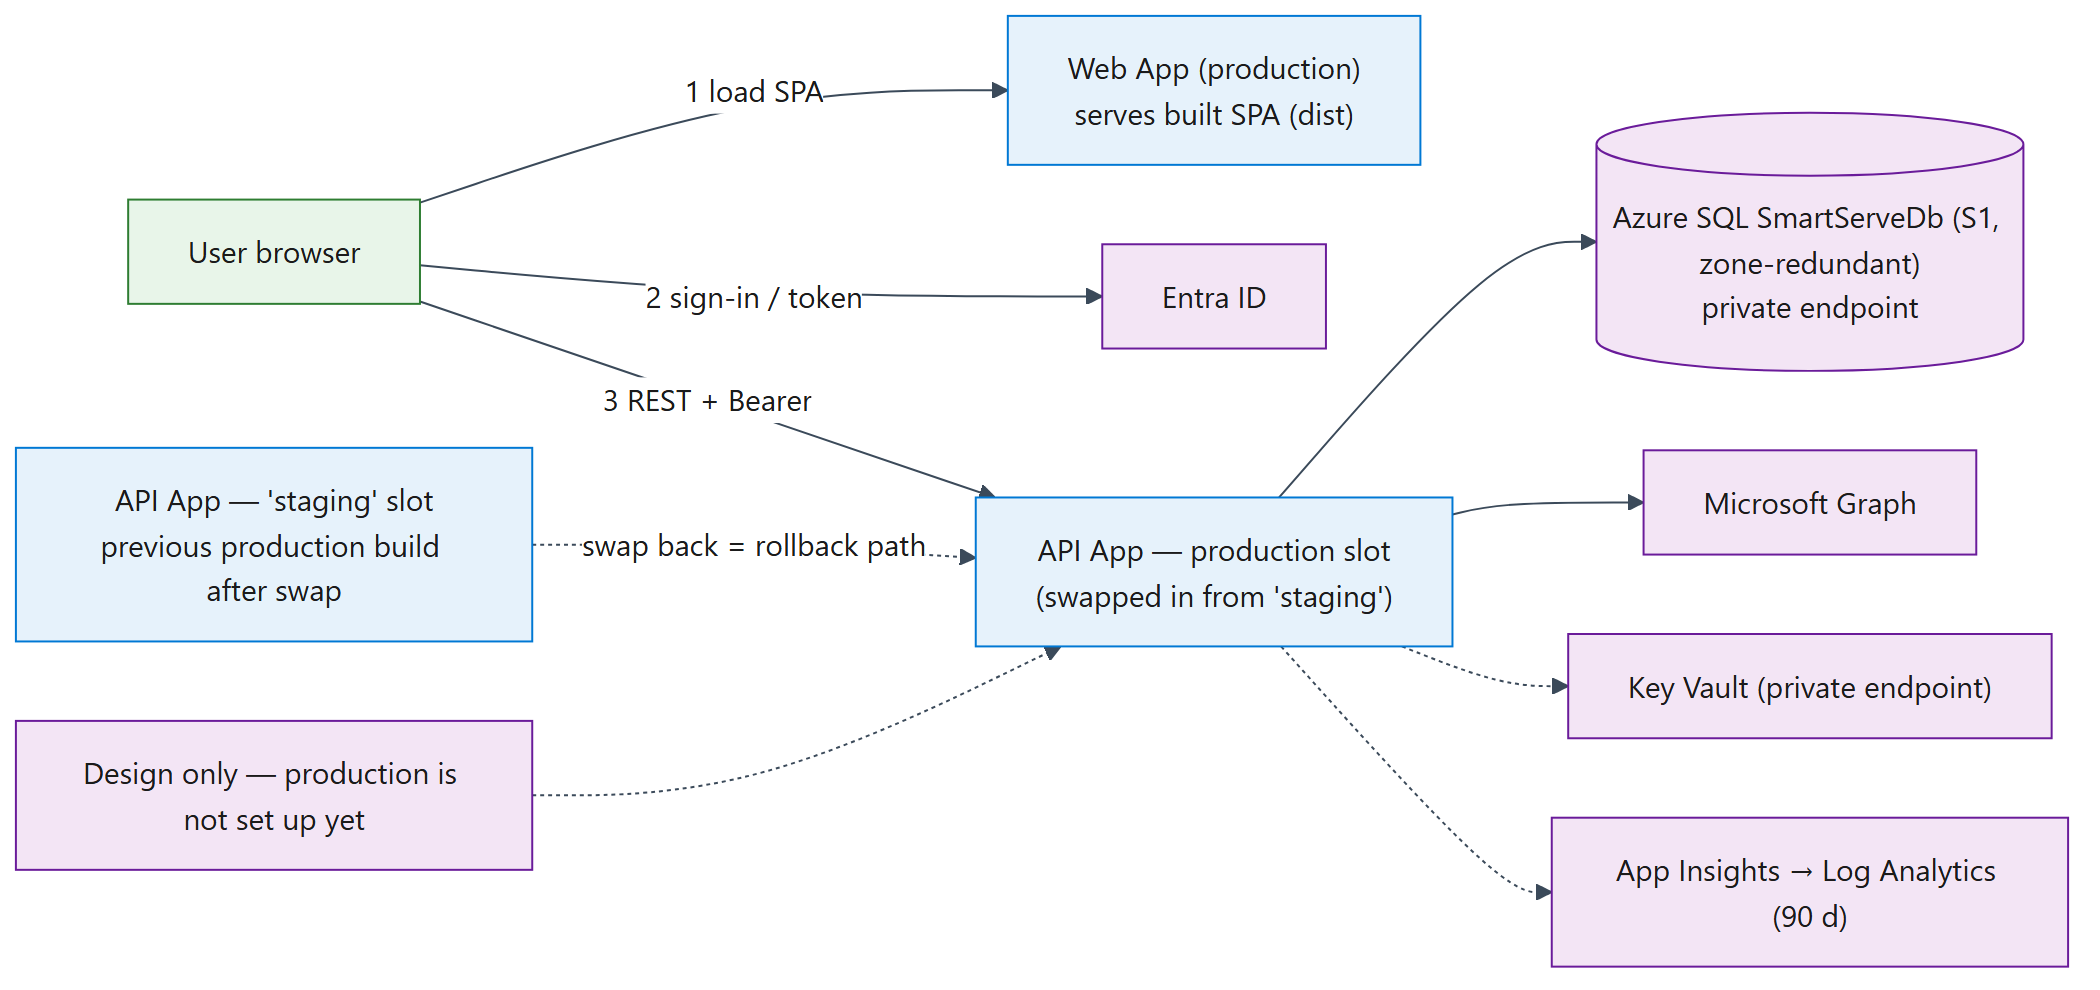 Web App (production)
serves built SPA (dist)
1 load SPA
User browser
Azure SQL SmartServeDb (S1,
zone-redundant)
private endpoint
2 sign-in / token
Entra ID
3 REST + Bearer
API App — 'staging' slot
previous production build
after swap
swap back = rollback path
API App — production slot
(swapped in from 'staging')
Microsoft Graph
Key Vault (private endpoint)
Design only — production is
not set up yet
App Insights → Log Analytics
(90 d)